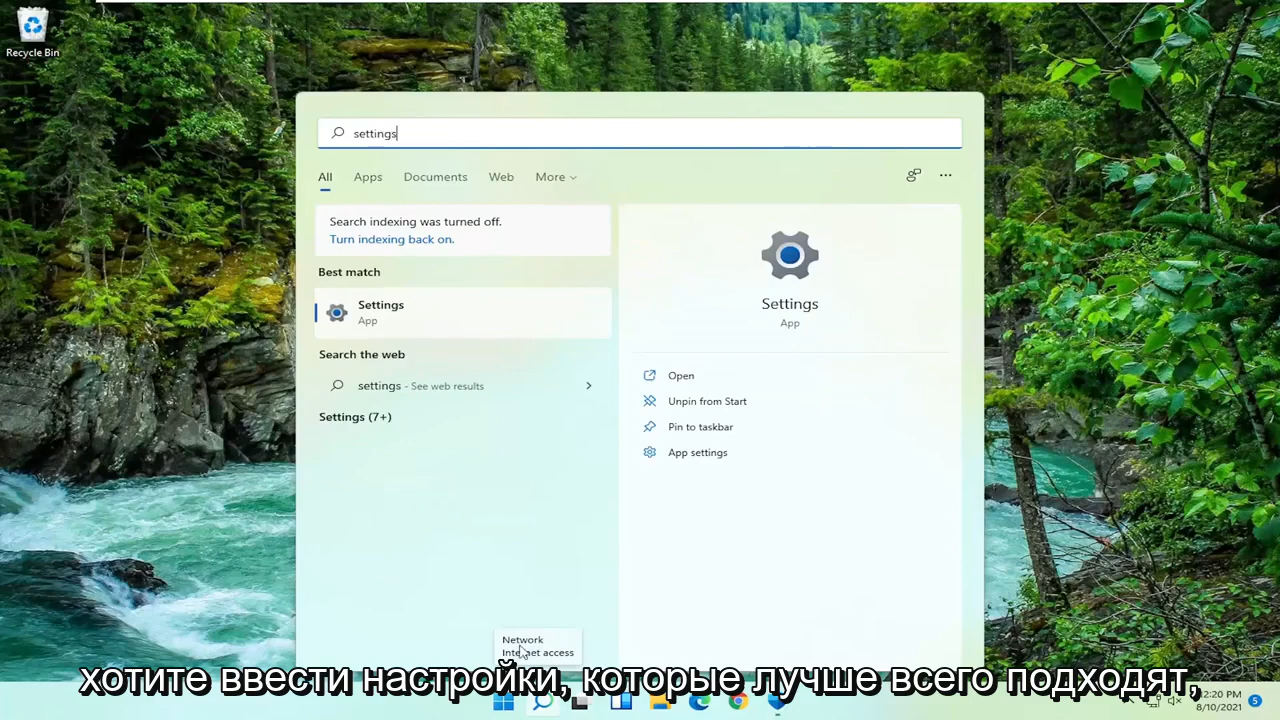 Recycle Bin
settings
All Apps Documents Web More
Search indexing was turned off.
Turn indexing back on.
Best match
Settings
App
Search the web
settings - See web results
Settings (7+)
Settings
App
Open
Unpin from Start
Pin to taskbar
App settings
Network
Internet access
хотите ввести настройки, которые лучше всего подходят,
2:20 PM
8/10/2021
5